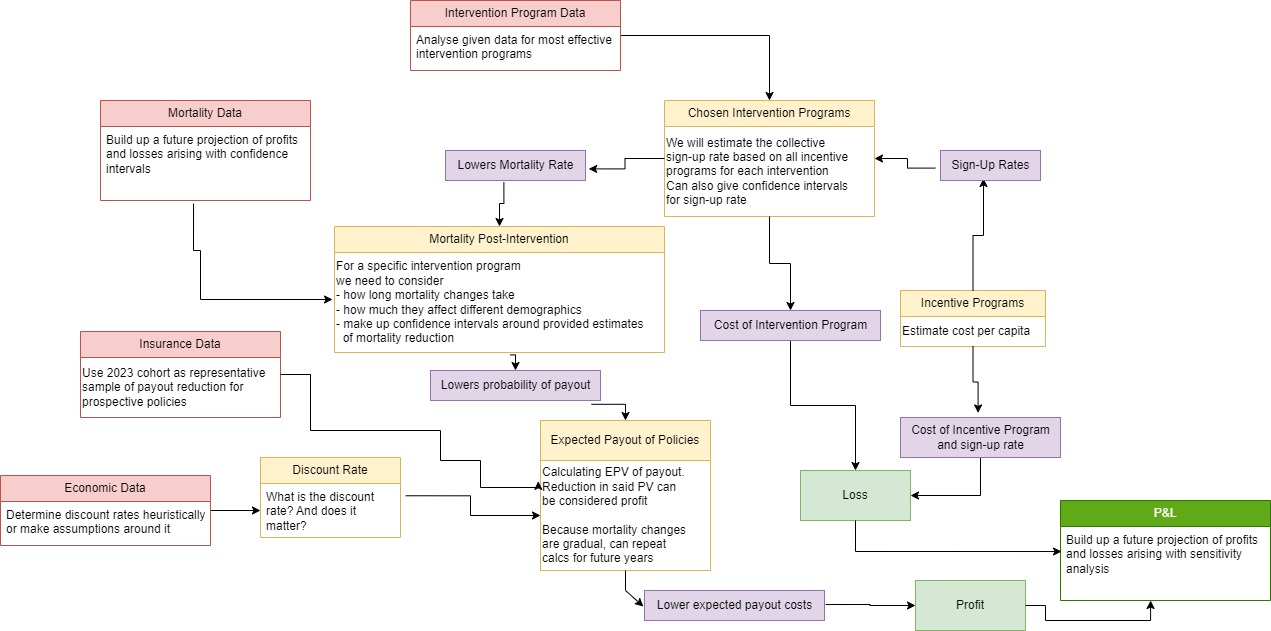 Intervention Program Data
Analyse given data for most effective
intervention programs
Mortality Data
Build up a future projection of profits
and losses arising with confidence
intervals
Chosen Intervention Programs
We will estimate the collective
sign-up rate based on all incentive
programs for each intervention
Can also give confidence intervals
for sign-up rate
Lowers Mortality Rate
Sign-Up Rates
Mortality Post-Intervention
For a specific intervention program
we need to consider
- how long mortality changes take
- how much they affect different demographics
- make up confidence intervals around provided estimates
of mortality reduction
Incentive Programs
Estimate cost per capita
Cost of Intervention Program
Insurance Data
Use 2023 cohort as representative
sample of payout reduction for
prospective policies
Lowers probability of payout
Cost of Incentive Program
and sign-up rate
Expected Payout of Policies
Calculating EPV of payout.
Reduction in said PV can
be considered profit
Because mortality changes
are gradual, can repeat
calcs for future years
Discount Rate
What is the discount
rate? And does it
matter?
Economic Data
Determine discount rates heuristically
or make assumptions around it
Loss
P&L
Build up a future projection of profits
and losses arising with sensitivity
analysis
Lower expected payout costs
Profit